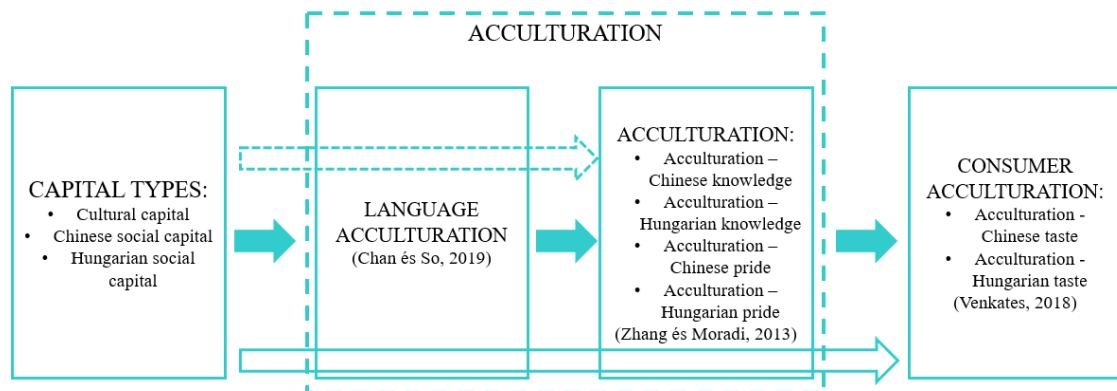 ACCULTURATION
CAPITAL TYPES:
• Cultural capital
• Chinese social capital
• Hungarian social
capital
LANGUAGE
ACCULTURATION
(Chan és So, 2019)
ACCULTURATION:
• Acculturation –
Chinese knowledge
• Acculturation –
Hungarian knowledge
• Acculturation –
Chinese pride
• Acculturation –
Hungarian pride
(Zhang és Moradi, 2013)
CONSUMER
ACCULTURATION:
• Acculturation -
Chinese taste
• Acculturation -
Hungarian taste
(Venkates, 2018)